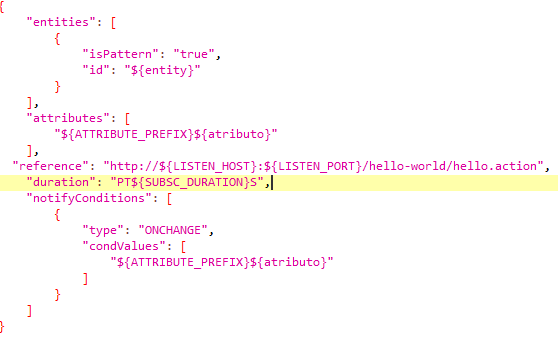 {
    "entities": [
        {
            "isPattern": "true",
            "id": "${entity}"
        }
    ],
    "attributes": [
        "${ATTRIBUTE_PREFIX}${atributo}"
    ],
  "reference": "http://${LISTEN_HOST}:${LISTEN_PORT}/hello-world/hello.action",
    "duration": "PT${SUBSC_DURATION}S",
    "notifyConditions": [
        {
            "type": "ONCHANGE",
            "condValues": [
                "${ATTRIBUTE_PREFIX}${atributo}"
            ]
        }
    ]
}